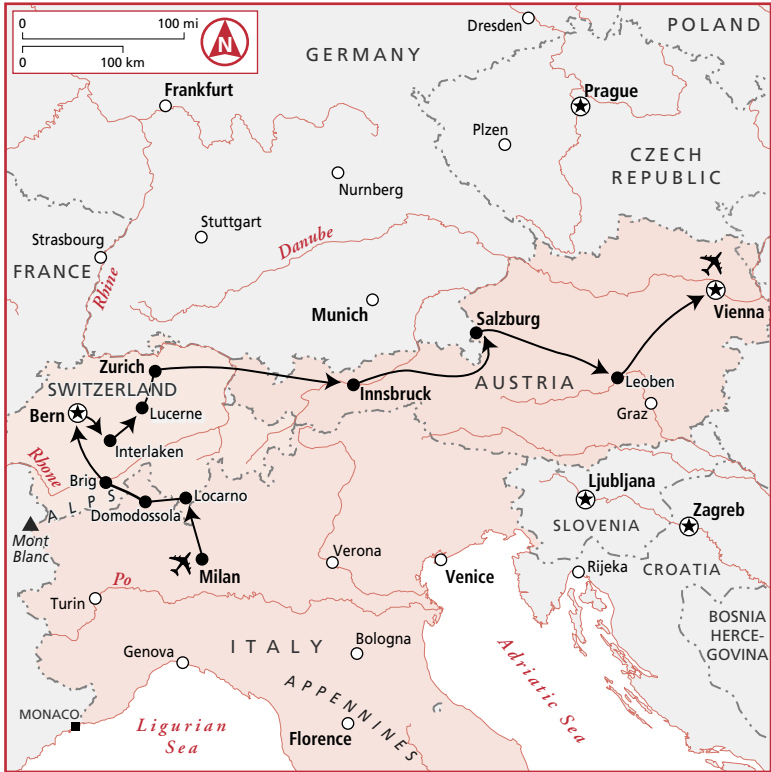 0 100 mi
0 100 km
N
Dresden
POLAND
GERMANY
Frankfurt
Prague
Plzen
CZECH
REPUBLIC
Nurnberg
Stuttgart
Strasbourg
Danube
FRANCE
Rhine
Munich
Vienna
Salzburg
Zurich
SWITZERLAND
Innsbruck
AUSTRIA
Leoben
Lucerne
Bern
Graz
Interlaken
Rhone
Brig
Locarno
ALPS
Domodossola
Ljubljana
Zagreb
SLOVENIA
Mont
Blanc
Verona
Milan
Venice
Rijeka
CROATIA
Po
Turin
BOSNIA
HERCE-
GOVINA
ITALY
Bologna
Genova
Adriatic Sea
APPENNINES
MONACO
Ligurian
Sea
Florence